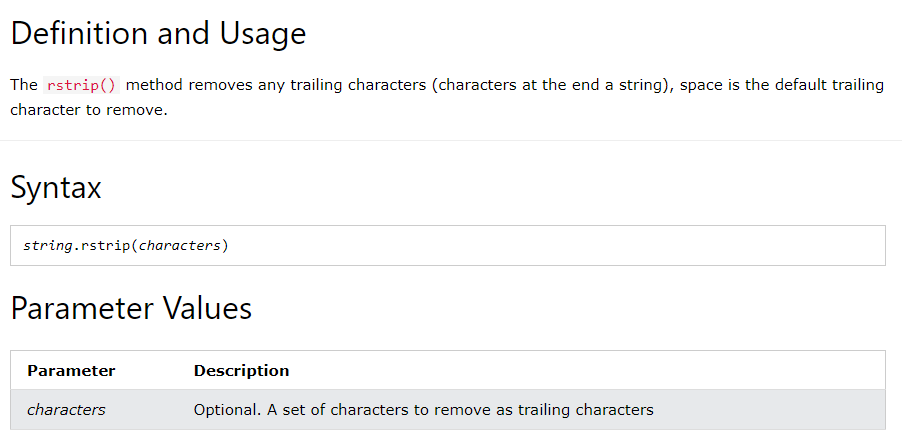 Definition and Usage
The rstrip() method removes any trailing characters (characters at the end a string), space is the default trailing
character to remove.
Syntax
string.rstrip(characters)
Parameter Values
Parameter Description
characters Optional. A set of characters to remove as trailing characters